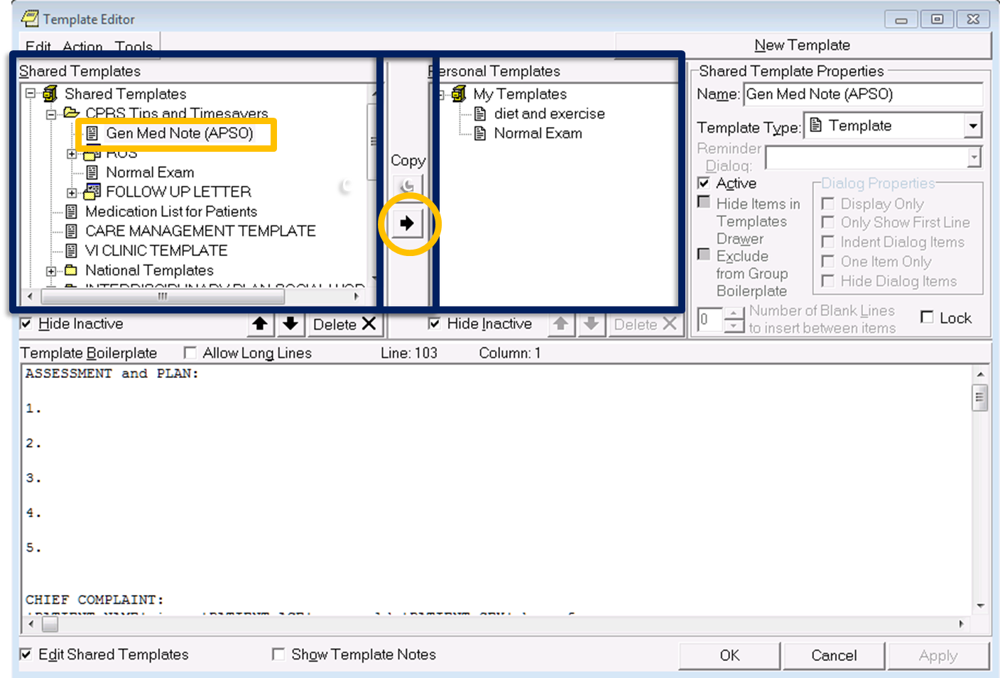 Template Editor
Edit Action Tools
New Template
Shared Templates
Shared Templates
CPRS Tips and Timesavers
Gen Med Note (APSO)
ROS
Normal Exam
FOLLOW UP LETTER
Medication List for Patients
CARE MANAGEMENT TEMPLATE
VI CLINIC TEMPLATE
National Templates
INTERDISCIPLINARY PLAN SOCIAL WOR
Hide Inactive
Delete
Copy
Personal Templates
My Templates
diet and exercise
Normal Exam
Hide Inactive
Delete
Shared Template Properties
Name: Gen Med Note (APSO)
Template Type: Template
Reminder
Dialog:
Active
Hide Items in
Templates
Drawer
Exclude
from Group
Boilerplate
Dialog Properties
Display Only
Only Show First Line
Indent Dialog Items
One Item Only
Hide Dialog Items
0 Number of Blank Lines
to insert between items
Lock
Template Boilerplate Allow Long Lines Line: 103 Column: 1
ASSESSMENT and PLAN:
1.
2.
3.
4.
5.
CHIEF COMPLAINT:
Edit Shared Templates Show Template Notes OK Cancel Apply